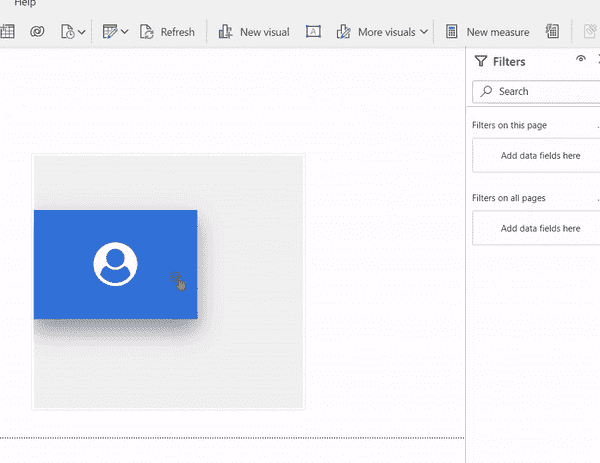 Help
Refresh
New visual
A
More visuals
New measure
Filters
Search
Filters on this page
Add data fields here
Filters on all pages
Add data fields here